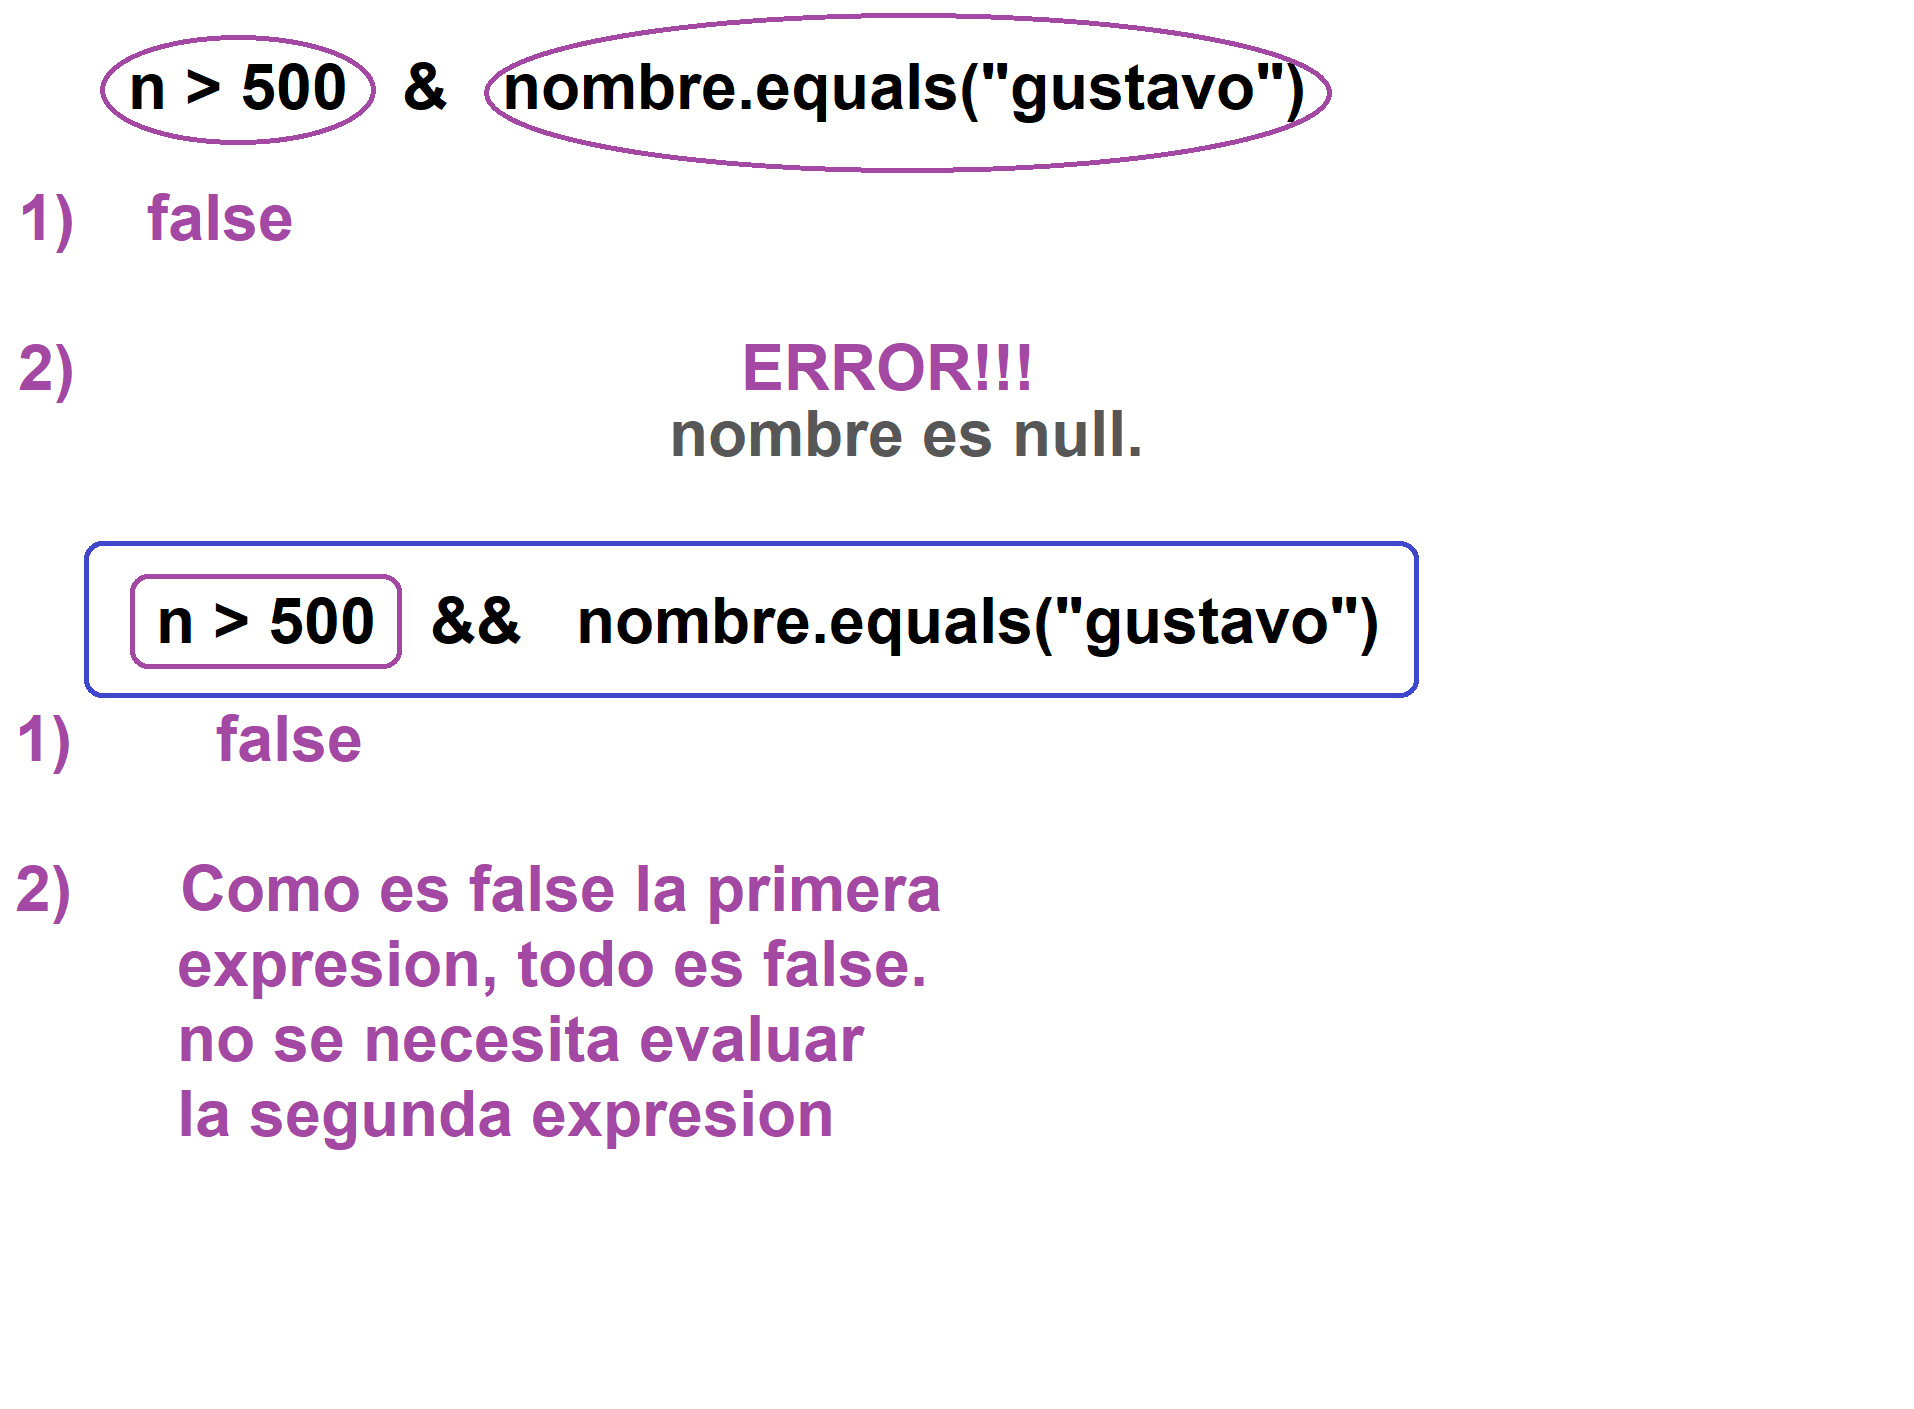 n > 500 & nombre.equals("gustavo")
1) false
2) ERROR!!!
nombre es null.
n > 500 && nombre.equals("gustavo")
1) false
2) Como es false la primera
expresion, todo es false.
no se necesita evaluar
la segunda expresion